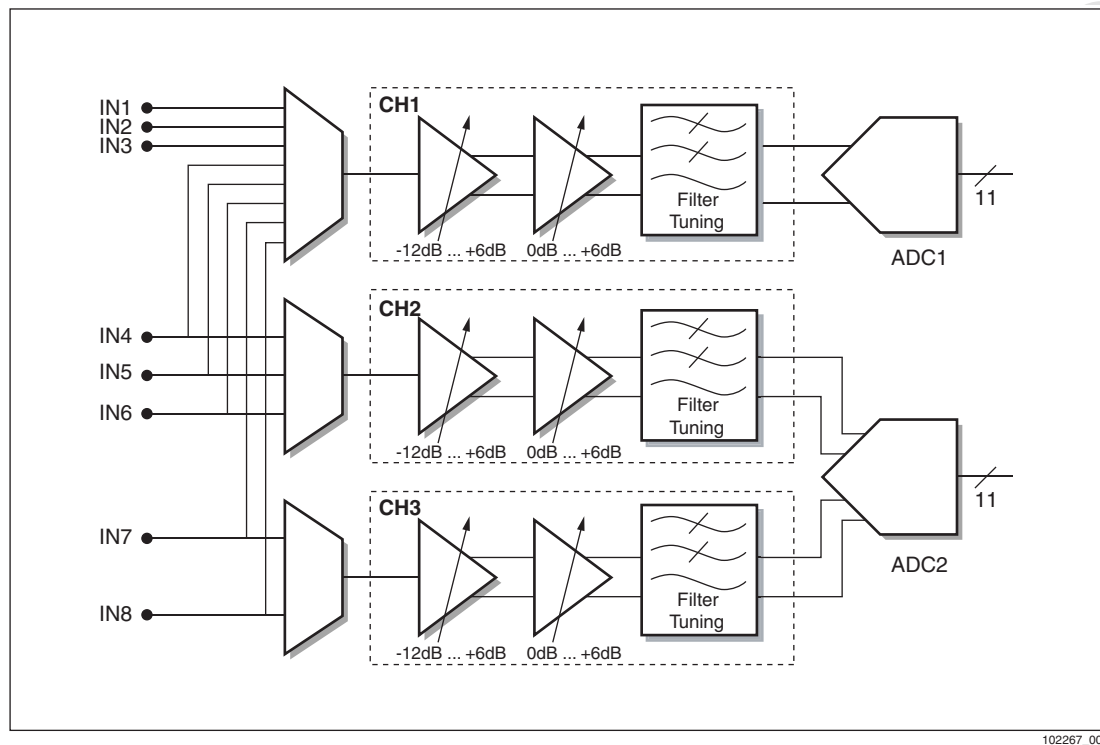 IN1
IN2
IN3
CH1
-12dB ... +6dB
0dB ... +6dB
Filter
Tuning
11
ADC1
IN4
IN5
IN6
CH2
-12dB ... +6dB
0dB ... +6dB
Filter
Tuning
11
ADC2
IN7
IN8
CH3
-12dB ... +6dB
0dB ... +6dB
Filter
Tuning